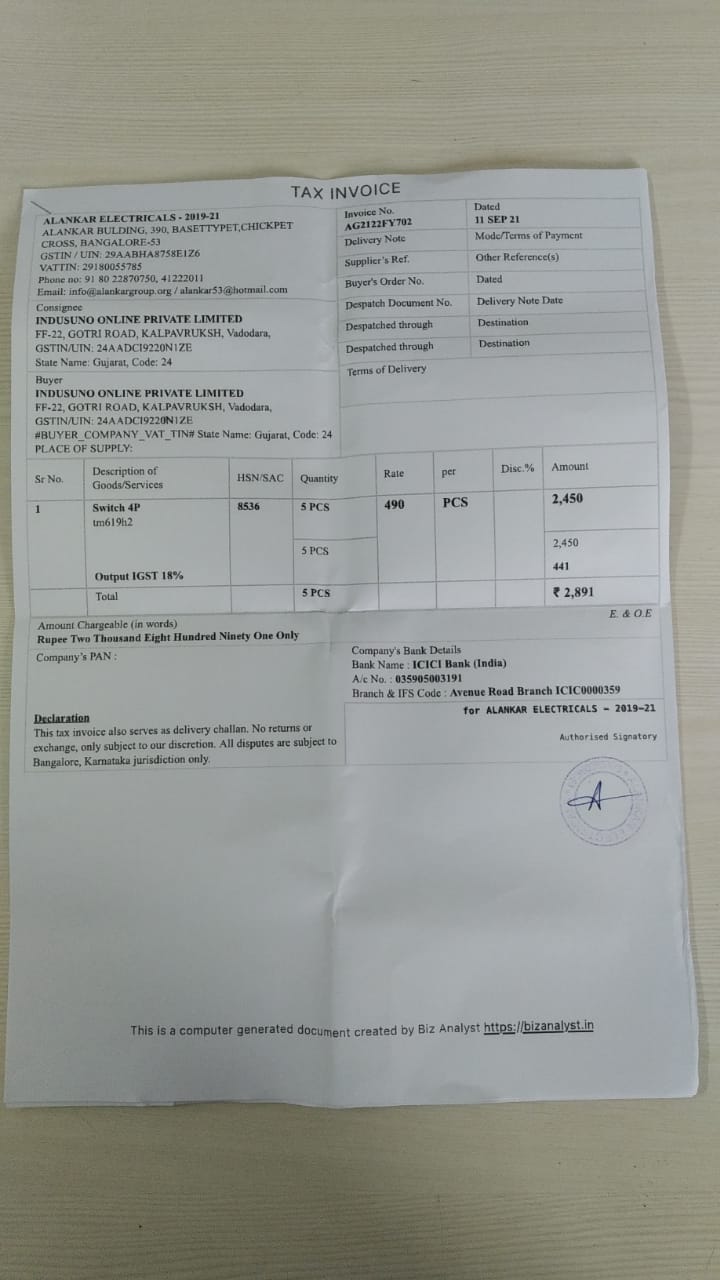 TAX INVOICE
ALANKAR ELECTRICALS - 2019-21
ALANKAR BULDING, 390, BASETTYPET,CHICKPET
CROSS, BANGALORE-53
GSTIN / UIN: 29AABHA8758E1Z6
VATTIN: 29180055785
Phone no: 91 80 22870750, 41222011
Email: info@alankargroup.org / alankar53@hotmail.com
Invoice No.
AG2122FY702
Dated
11 SEP 21
Delivery Note
Mode/Terms of Payment
Supplier's Ref.
Other Reference(s)
Buyer's Order No.
Dated
Despatch Document No.
Delivery Note Date
Despatched through
Destination
Despatched through
Destination
Terms of Delivery
Consignee
INDUSUNO ONLINE PRIVATE LIMITED
FF-22, GOTRI ROAD, KALPAVRUKSH, Vadodara,
GSTIN/UIN: 24AADCI9220N1ZE
State Name: Gujarat, Code: 24
Buyer
INDUSUNO ONLINE PRIVATE LIMITED
FF-22, GOTRI ROAD, KALPAVRUKSH, Vadodara,
GSTIN/UIN: 24AADCI9220N1ZE
#BUYER_COMPANY_VAT_TIN# State Name: Gujarat, Code: 24
PLACE OF SUPPLY:
Sr No. Description of Goods/Services HSN/SAC Quantity Rate per Disc.% Amount
1 Switch 4P 8536 5 PCS 490 PCS 2,450
tm619h2
5 PCS 2,450
Output IGST 18% 441
Total 5 PCS ₹ 2,891
Amount Chargeable (in words) E. & O.E
Rupee Two Thousand Eight Hundred Ninety One Only
Company's PAN :
Company's Bank Details
Bank Name : ICICI Bank (India)
A/c No. : 035905003191
Branch & IFS Code : Avenue Road Branch ICIC0000359
Declaration
This tax invoice also serves as delivery challan. No returns or
exchange, only subject to our discretion. All disputes are subject to
Bangalore, Karnataka jurisdiction only.
for ALANKAR ELECTRICALS - 2019-21
Authorised Signatory
This is a computer generated document created by Biz Analyst https://bizanalyst.in